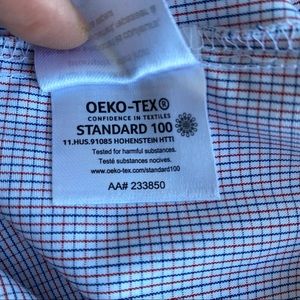 OEKO-TEX®
CONFIDENCE IN TEXTILES
STANDARD 100
11.HUS.91085 HOHENSTEIN HTTI
Tested for harmful substances.
Testé substances nocives.
www.oeko-tex.com/standard100
AA# 233850